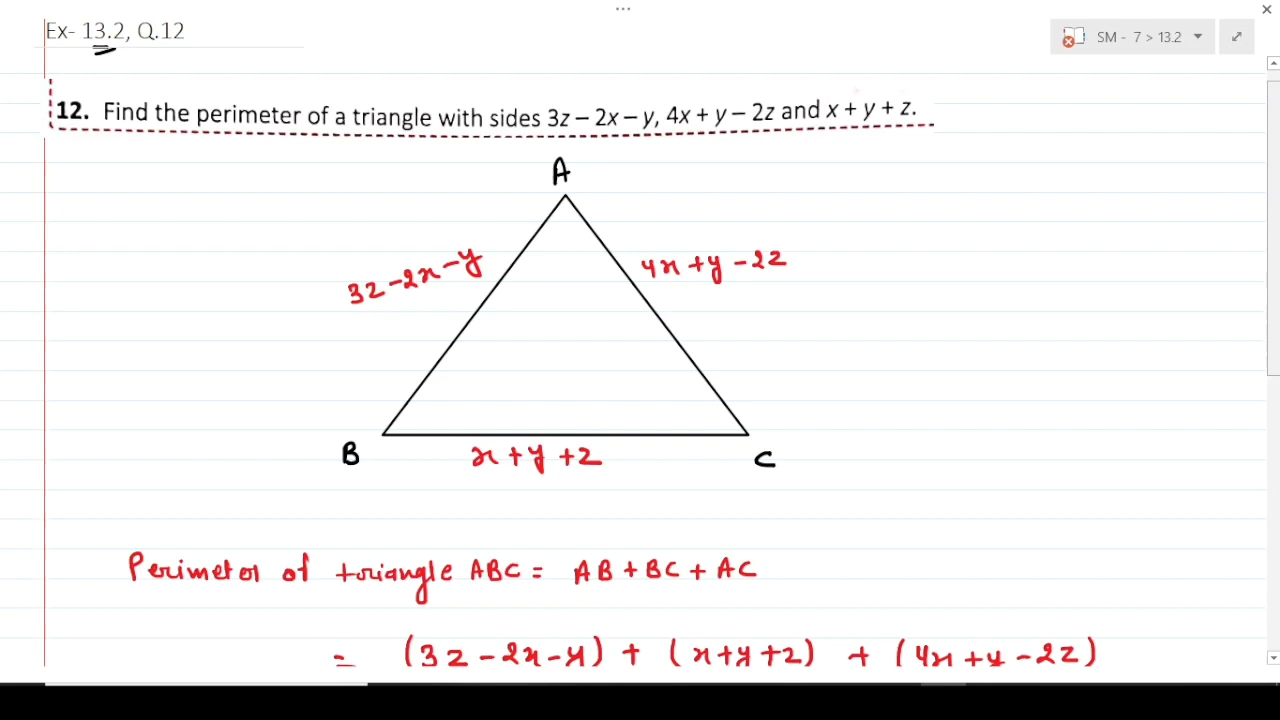 Ex- 13.2, Q.12
SM - 7 > 13.2
12. Find the perimeter of a triangle with sides 3z – 2x – y, 4x + y – 2z and x + y + z.
A
3z - 2x - y
4x + y - 2z
B
x + y + z
C
Perimeter of triangle ABC = AB + BC + AC
= (3z - 2x - y) + (x + y + z) + (4x + y - 2z)